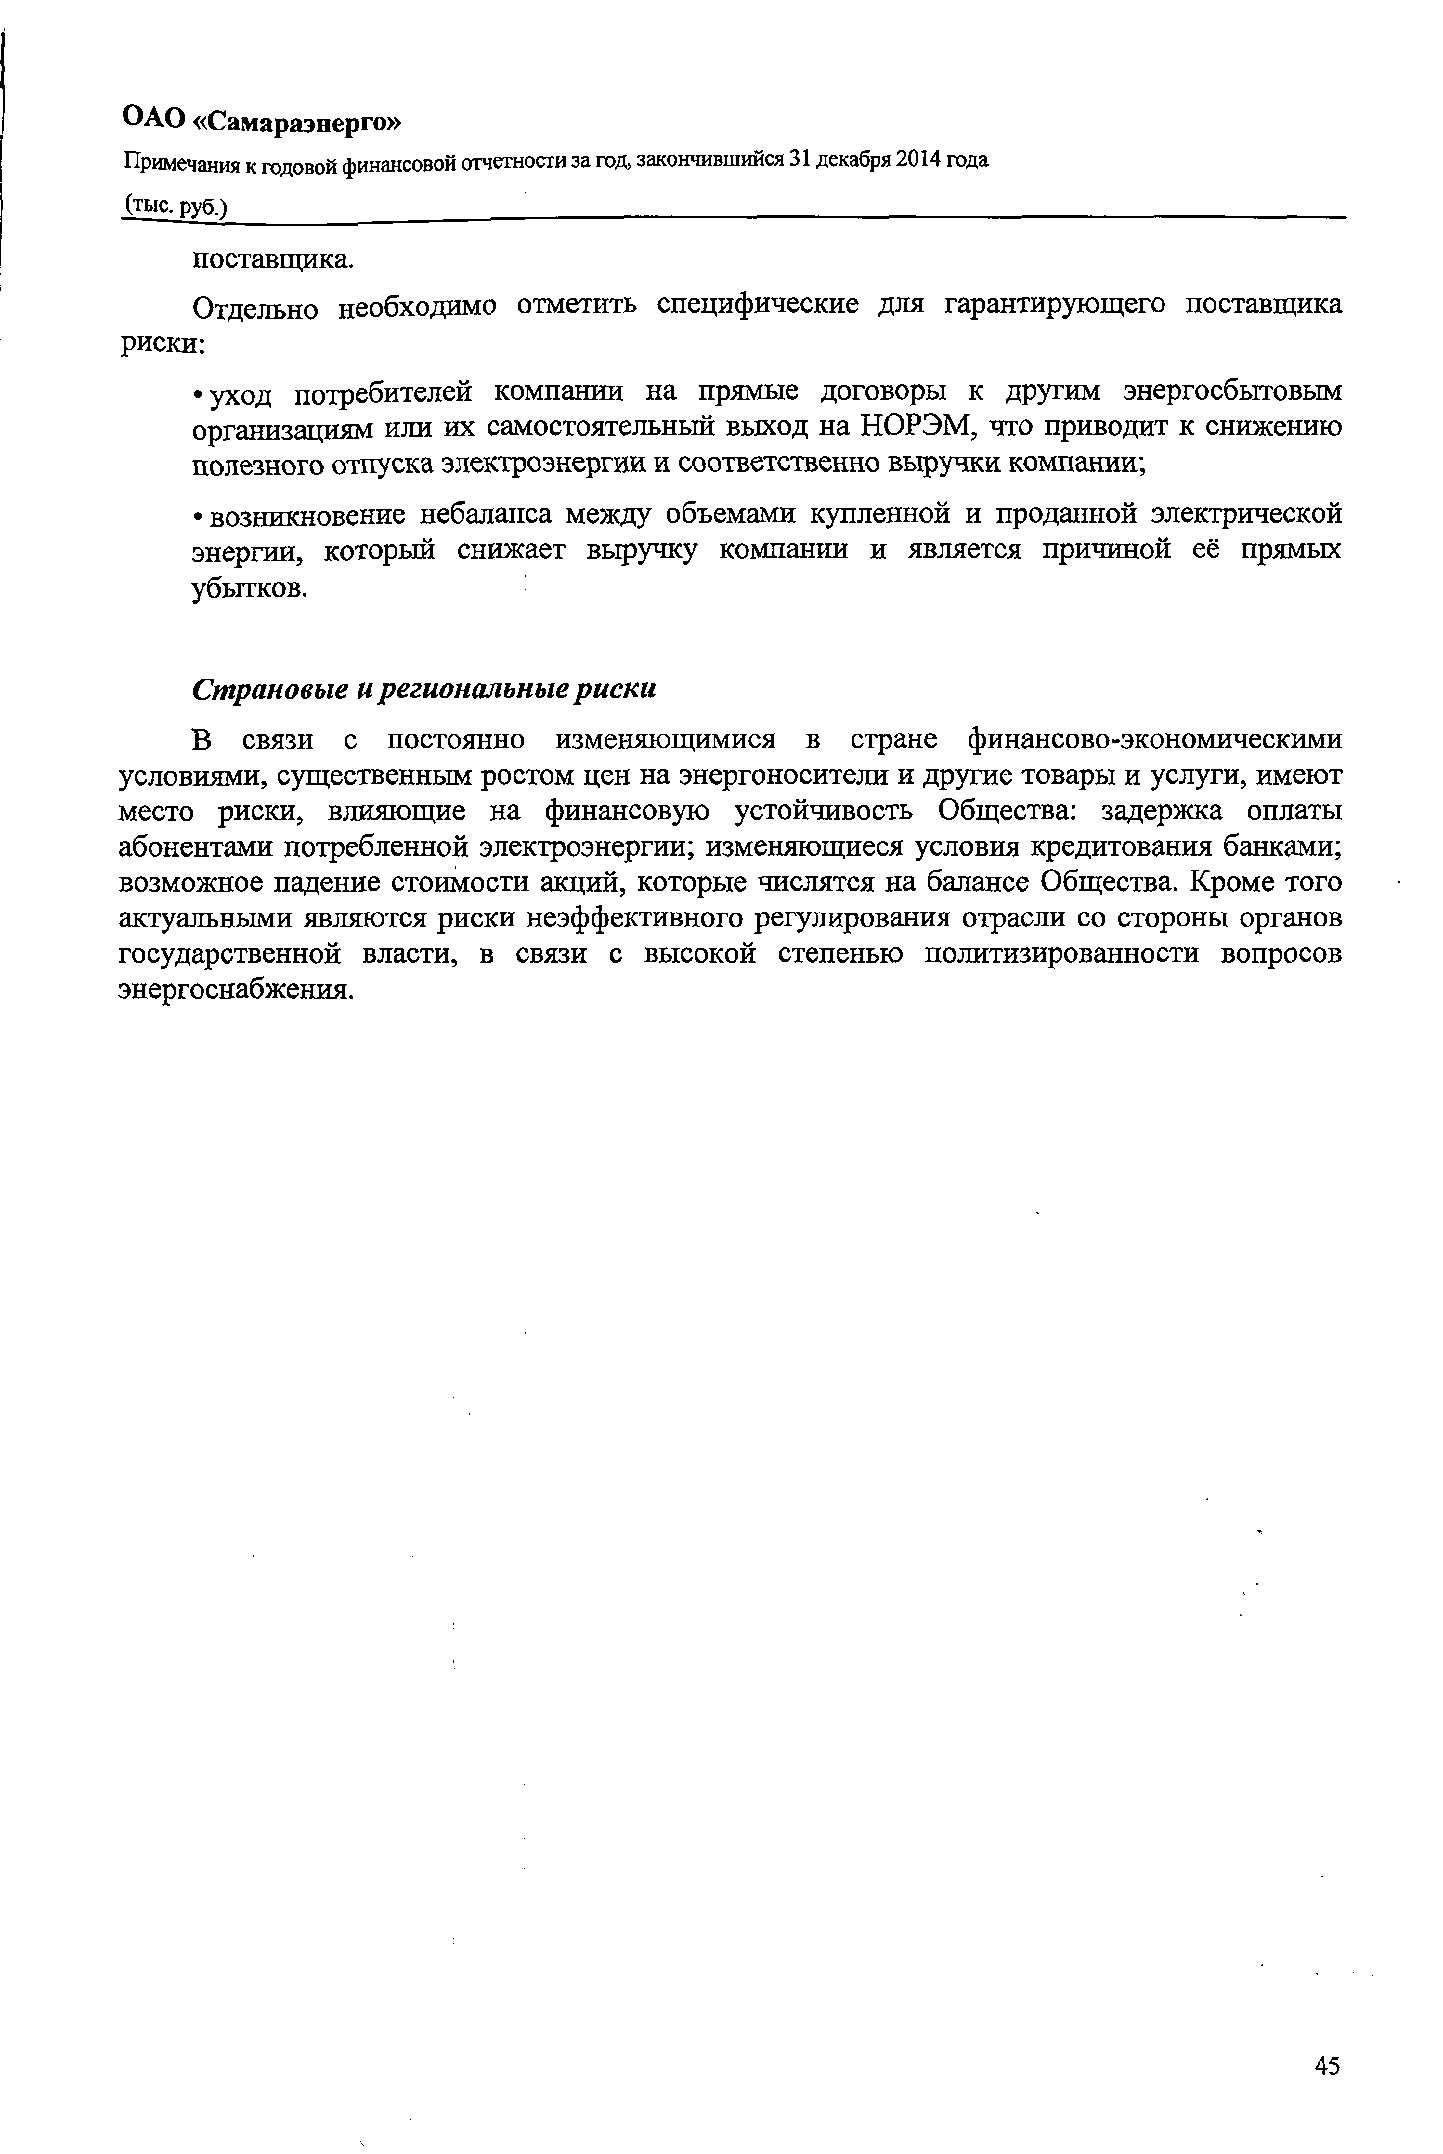 ОАО «Самараэнерго»
Примечания к годовой финансовой отчетности за год, закончившийся 31 декабря 2014 года
(тыс. руб.)
поставщика.
Отдельно необходимо отметить специфические для гарантирующего поставщика
риски:
• уход потребителей компании на прямые договоры к другим энергосбытовым
организациям или их самостоятельный выход на НОРЭМ, что приводит к снижению
полезного отпуска электроэнергии и соответственно выручки компании;
• возникновение небаланса между объемами купленной и проданной электрической
энергии, который снижает выручку компании и является причиной её прямых
убытков.
Страновые и региональные риски
В связи с постоянно изменяющимися в стране финансово-экономическими
условиями, существенным ростом цен на энергоносители и другие товары и услуги, имеют
место риски, влияющие на финансовую устойчивость Общества: задержка оплаты
абонентами потребленной электроэнергии; изменяющиеся условия кредитования банками;
возможное падение стоимости акций, которые числятся на балансе Общества. Кроме того
актуальными являются риски неэффективного регулирования отрасли со стороны органов
государственной власти, в связи с высокой степенью политизированности вопросов
энергоснабжения.
45